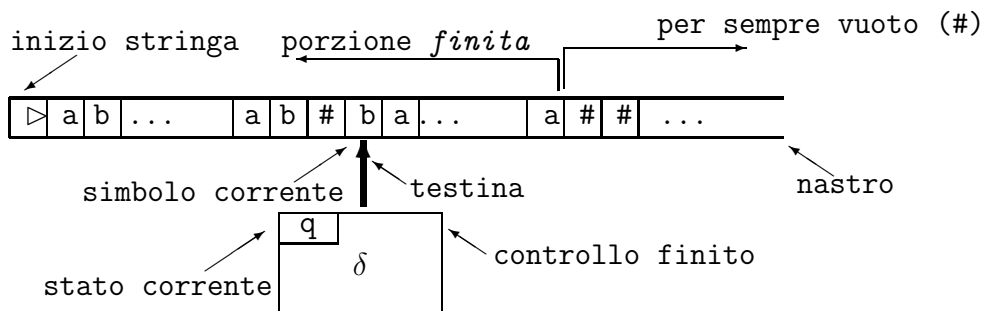 per sempre vuoto (#)
inizio stringa porzione finita
▷ a b ... a b # b a ... a # # ...
simbolo corrente testina nastro
q
δ controllo finito
stato corrente